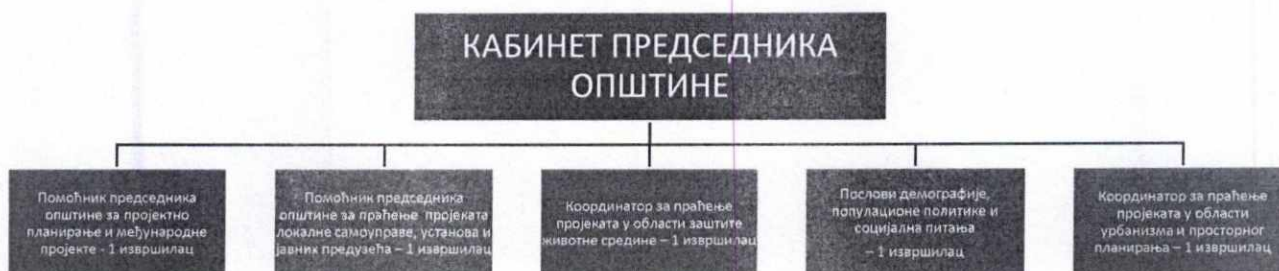 КАБИНЕТ ПРЕДСЕДНИКА
ОПШТИНЕ
Помоћник председника
општине за пројектно
планирање и међународне
пројекте - 1 извршилац
Помоћник председника
општине за праћење пројеката
локалне самоуправе, установа и
јавних предузећа – 1 извршилац
Координатор за праћење
пројеката у области заштите
животне средине – 1 извршилац
Послови демографије,
популационе политике и
социјална питања
– 1 извршилац
Координатор за праћење
пројеката у области
урбанизма и просторног
планирања – 1 извршилац